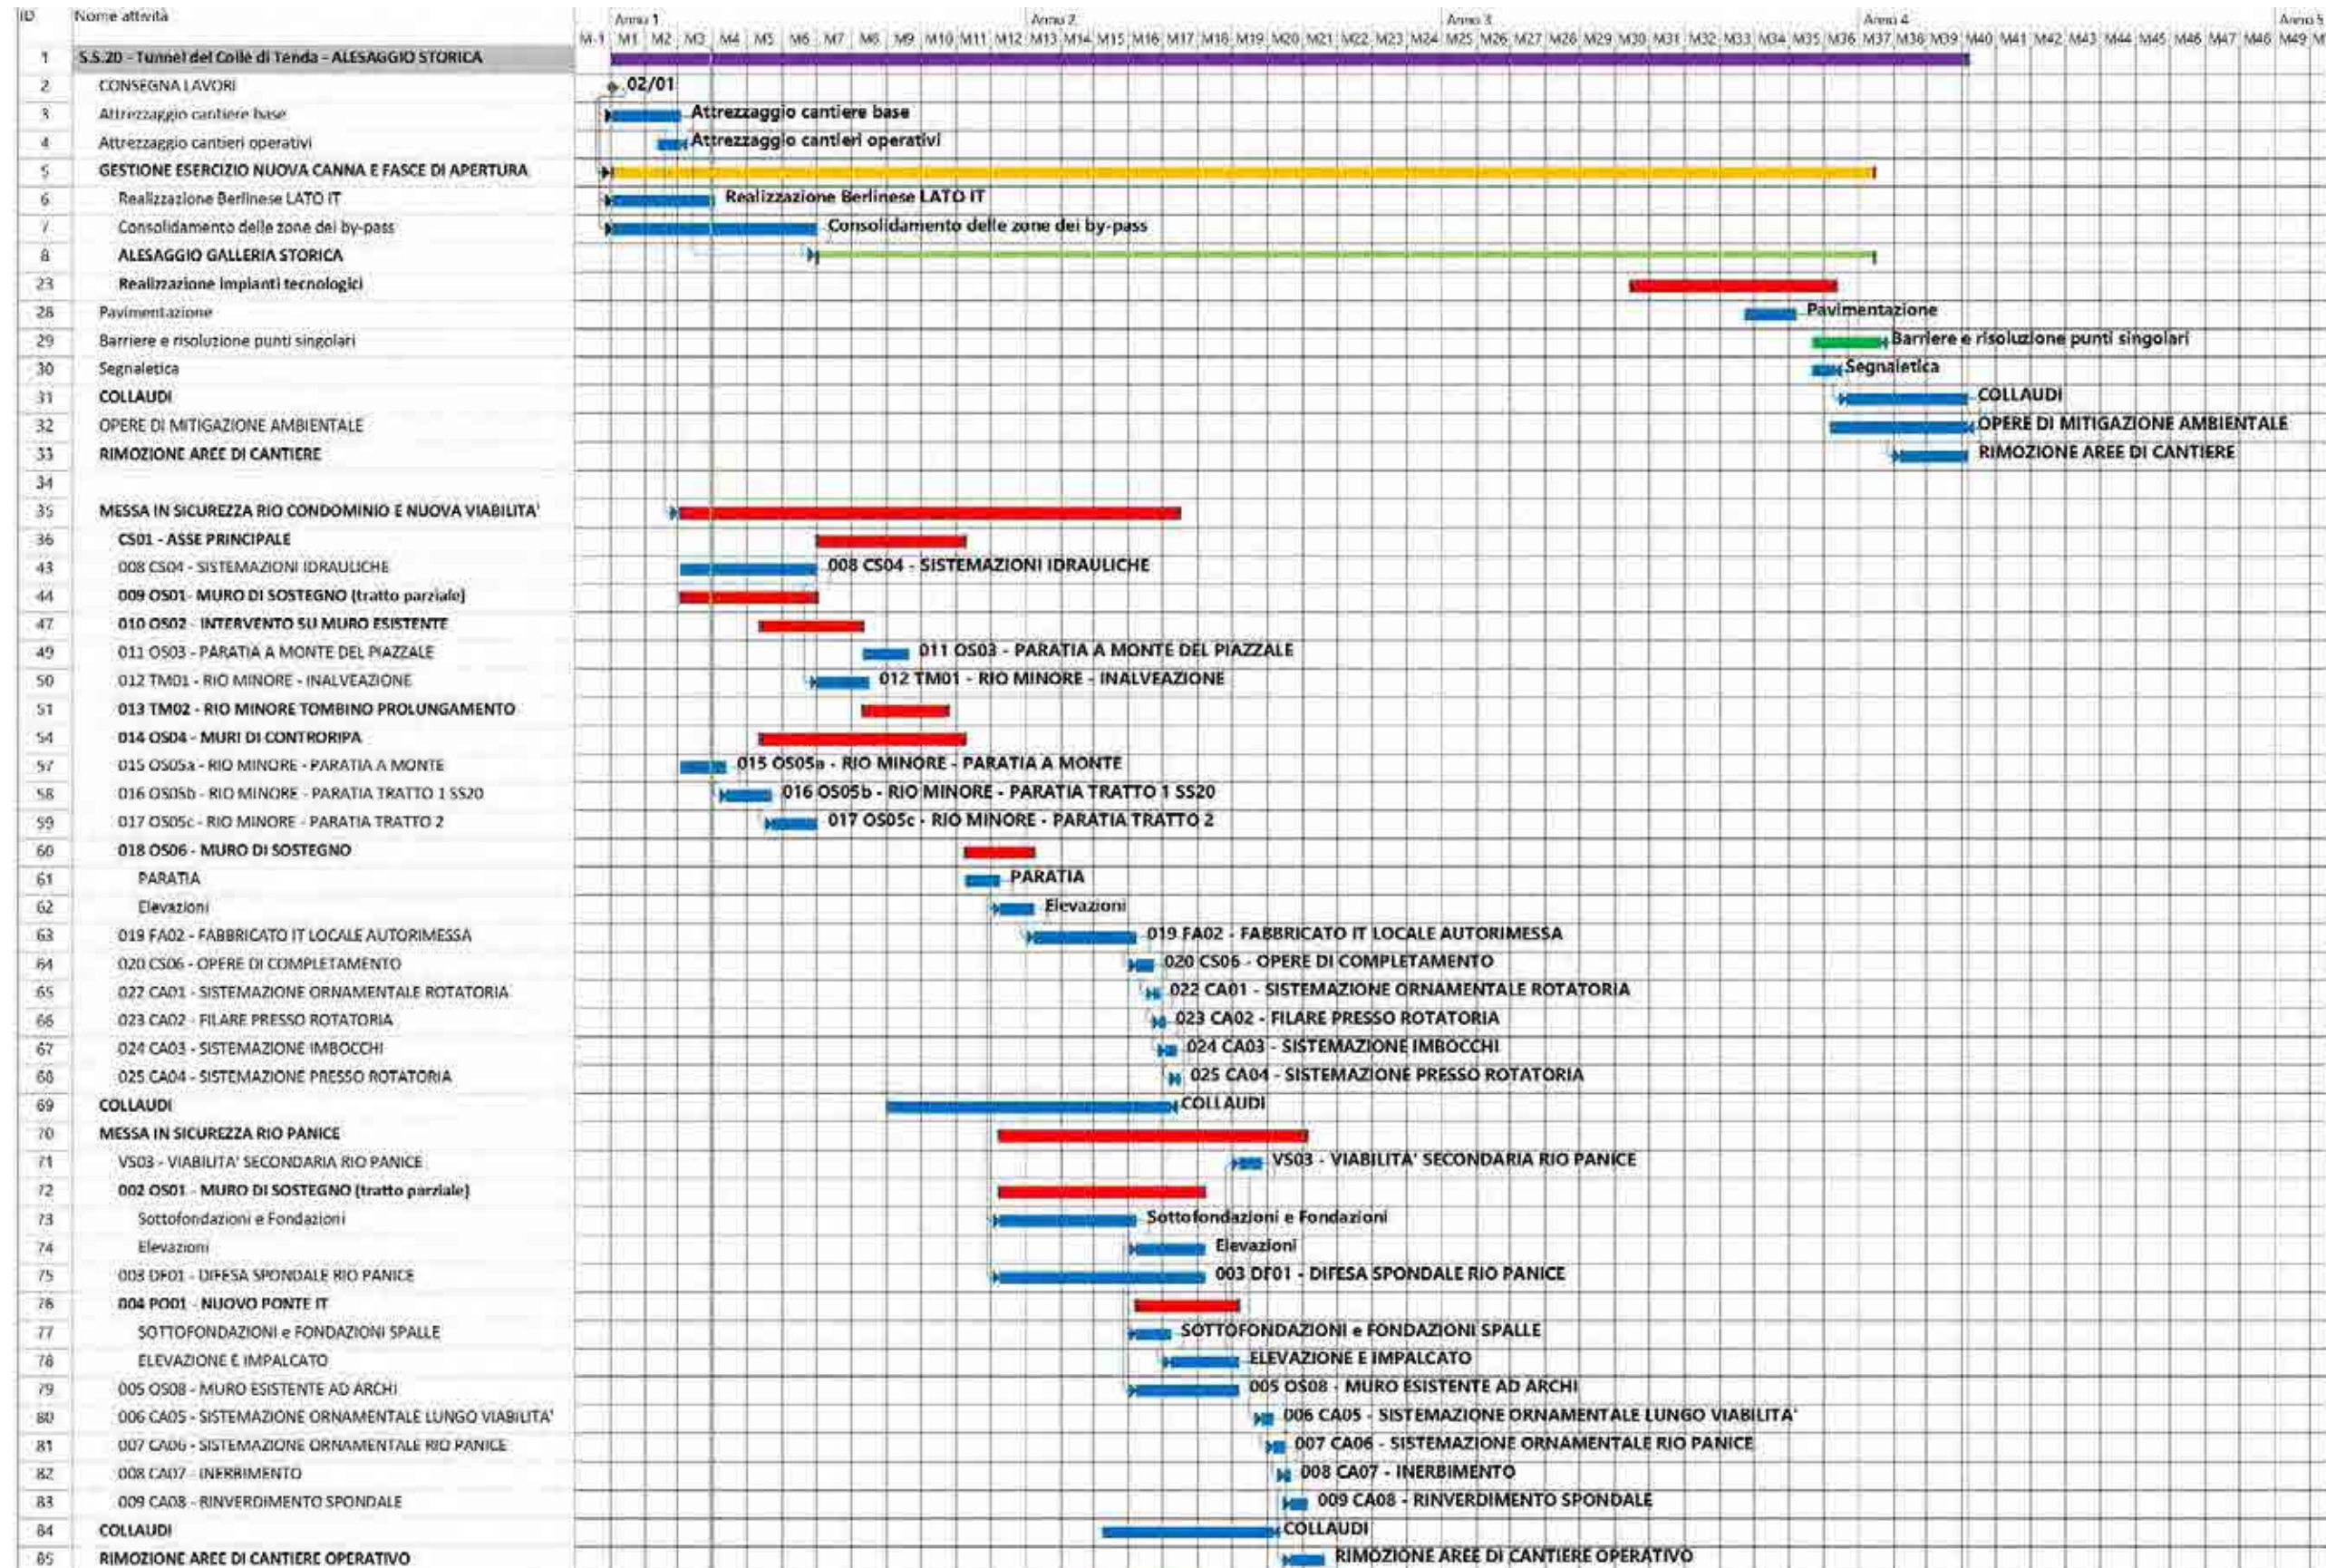 ID Nome attività
Anno 1 Anno 2 Anno 3 Anno 4 Anno 5
M-1 M1 M2 M3 M4 M5 M6 M7 M8 M9 M10 M11 M12 M13 M14 M15 M16 M17 M18 M19 M20 M21 M22 M23 M24 M25 M26 M27 M28 M29 M30 M31 M32 M33 M34 M35 M36 M37 M38 M39 M40 M41 M42 M43 M44 M45 M46 M47 M48 M49 M
1 S.S.20 - Tunnel del Colle di Tenda - ALESAGGIO STORICA
2 CONSEGNA LAVORI 02/01
3 Attrezzaggio cantiere base Attrezzaggio cantiere base
4 Attrezzaggio cantieri operativi Attrezzaggio cantieri operativi
5 GESTIONE ESERCIZIO NUOVA CANNA E FASCE DI APERTURA
6 Realizzazione Berlinese LATO IT Realizzazione Berlinese LATO IT
7 Consolidamento delle zone dei by-pass Consolidamento delle zone dei by-pass
8 ALESAGGIO GALLERIA STORICA
23 Realizzazione impianti tecnologici
28 Pavimentazione Pavimentazione
29 Barriere e risoluzione punti singolari Barriere e risoluzione punti singolari
30 Segnaletica Segnaletica
31 COLLAUDI COLLAUDI
32 OPERE DI MITIGAZIONE AMBIENTALE OPERE DI MITIGAZIONE AMBIENTALE
33 RIMOZIONE AREE DI CANTIERE RIMOZIONE AREE DI CANTIERE
34
35 MESSA IN SICUREZZA RIO CONDOMINIO E NUOVA VIABILITA'
36 CS01 - ASSE PRINCIPALE
43 008 CS04 - SISTEMAZIONI IDRAULICHE 008 CS04 - SISTEMAZIONI IDRAULICHE
44 009 OS01- MURO DI SOSTEGNO (tratto parziale)
47 010 OS02 - INTERVENTO SU MURO ESISTENTE
49 011 OS03 - PARATIA A MONTE DEL PIAZZALE 011 OS03 - PARATIA A MONTE DEL PIAZZALE
50 012 TM01 - RIO MINORE - INALVEAZIONE 012 TM01 - RIO MINORE - INALVEAZIONE
51 013 TM02 - RIO MINORE TOMBINO PROLUNGAMENTO
54 014 OS04 - MURI DI CONTRORIPA
57 015 OS05a - RIO MINORE - PARATIA A MONTE 015 OS05a - RIO MINORE - PARATIA A MONTE
58 016 OS05b - RIO MINORE - PARATIA TRATTO 1 SS20 016 OS05b - RIO MINORE - PARATIA TRATTO 1 SS20
59 017 OS05c - RIO MINORE - PARATIA TRATTO 2 017 OS05c - RIO MINORE - PARATIA TRATTO 2
60 018 OS06 - MURO DI SOSTEGNO
61 PARATIA PARATIA
62 Elevazioni Elevazioni
63 019 FA02 - FABBRICATO IT LOCALE AUTORIMESSA 019 FA02 - FABBRICATO IT LOCALE AUTORIMESSA
64 020 CS06 - OPERE DI COMPLETAMENTO 020 CS06 - OPERE DI COMPLETAMENTO
65 022 CA01 - SISTEMAZIONE ORNAMENTALE ROTATORIA 022 CA01 - SISTEMAZIONE ORNAMENTALE ROTATORIA
66 023 CA02 - FILARE PRESSO ROTATORIA 023 CA02 - FILARE PRESSO ROTATORIA
67 024 CA03 - SISTEMAZIONE IMBOCCHI 024 CA03 - SISTEMAZIONE IMBOCCHI
68 025 CA04 - SISTEMAZIONE PRESSO ROTATORIA 025 CA04 - SISTEMAZIONE PRESSO ROTATORIA
69 COLLAUDI COLLAUDI
70 MESSA IN SICUREZZA RIO PANICE
71 VS03 - VIABILITA' SECONDARIA RIO PANICE VS03 - VIABILITA' SECONDARIA RIO PANICE
72 002 OS01 - MURO DI SOSTEGNO (tratto parziale)
73 Sottofondazioni e Fondazioni Sottofondazioni e Fondazioni
74 Elevazioni Elevazioni
75 003 DF01 - DIFESA SPONDALE RIO PANICE 003 DF01 - DIFESA SPONDALE RIO PANICE
76 004 PO01 - NUOVO PONTE IT
77 SOTTOFONDAZIONI e FONDAZIONI SPALLE SOTTOFONDAZIONI e FONDAZIONI SPALLE
78 ELEVAZIONE E IMPALCATO ELEVAZIONE E IMPALCATO
79 005 OS08 - MURO ESISTENTE AD ARCHI 005 OS08 - MURO ESISTENTE AD ARCHI
80 006 CA05 - SISTEMAZIONE ORNAMENTALE LUNGO VIABILITA' 006 CA05 - SISTEMAZIONE ORNAMENTALE LUNGO VIABILITA'
81 007 CA06 - SISTEMAZIONE ORNAMENTALE RIO PANICE 007 CA06 - SISTEMAZIONE ORNAMENTALE RIO PANICE
82 008 CA07 - INERBIMENTO 008 CA07 - INERBIMENTO
83 009 CA08 - RINVERDIMENTO SPONDALE 009 CA08 - RINVERDIMENTO SPONDALE
84 COLLAUDI COLLAUDI
85 RIMOZIONE AREE DI CANTIERE OPERATIVO RIMOZIONE AREE DI CANTIERE OPERATIVO